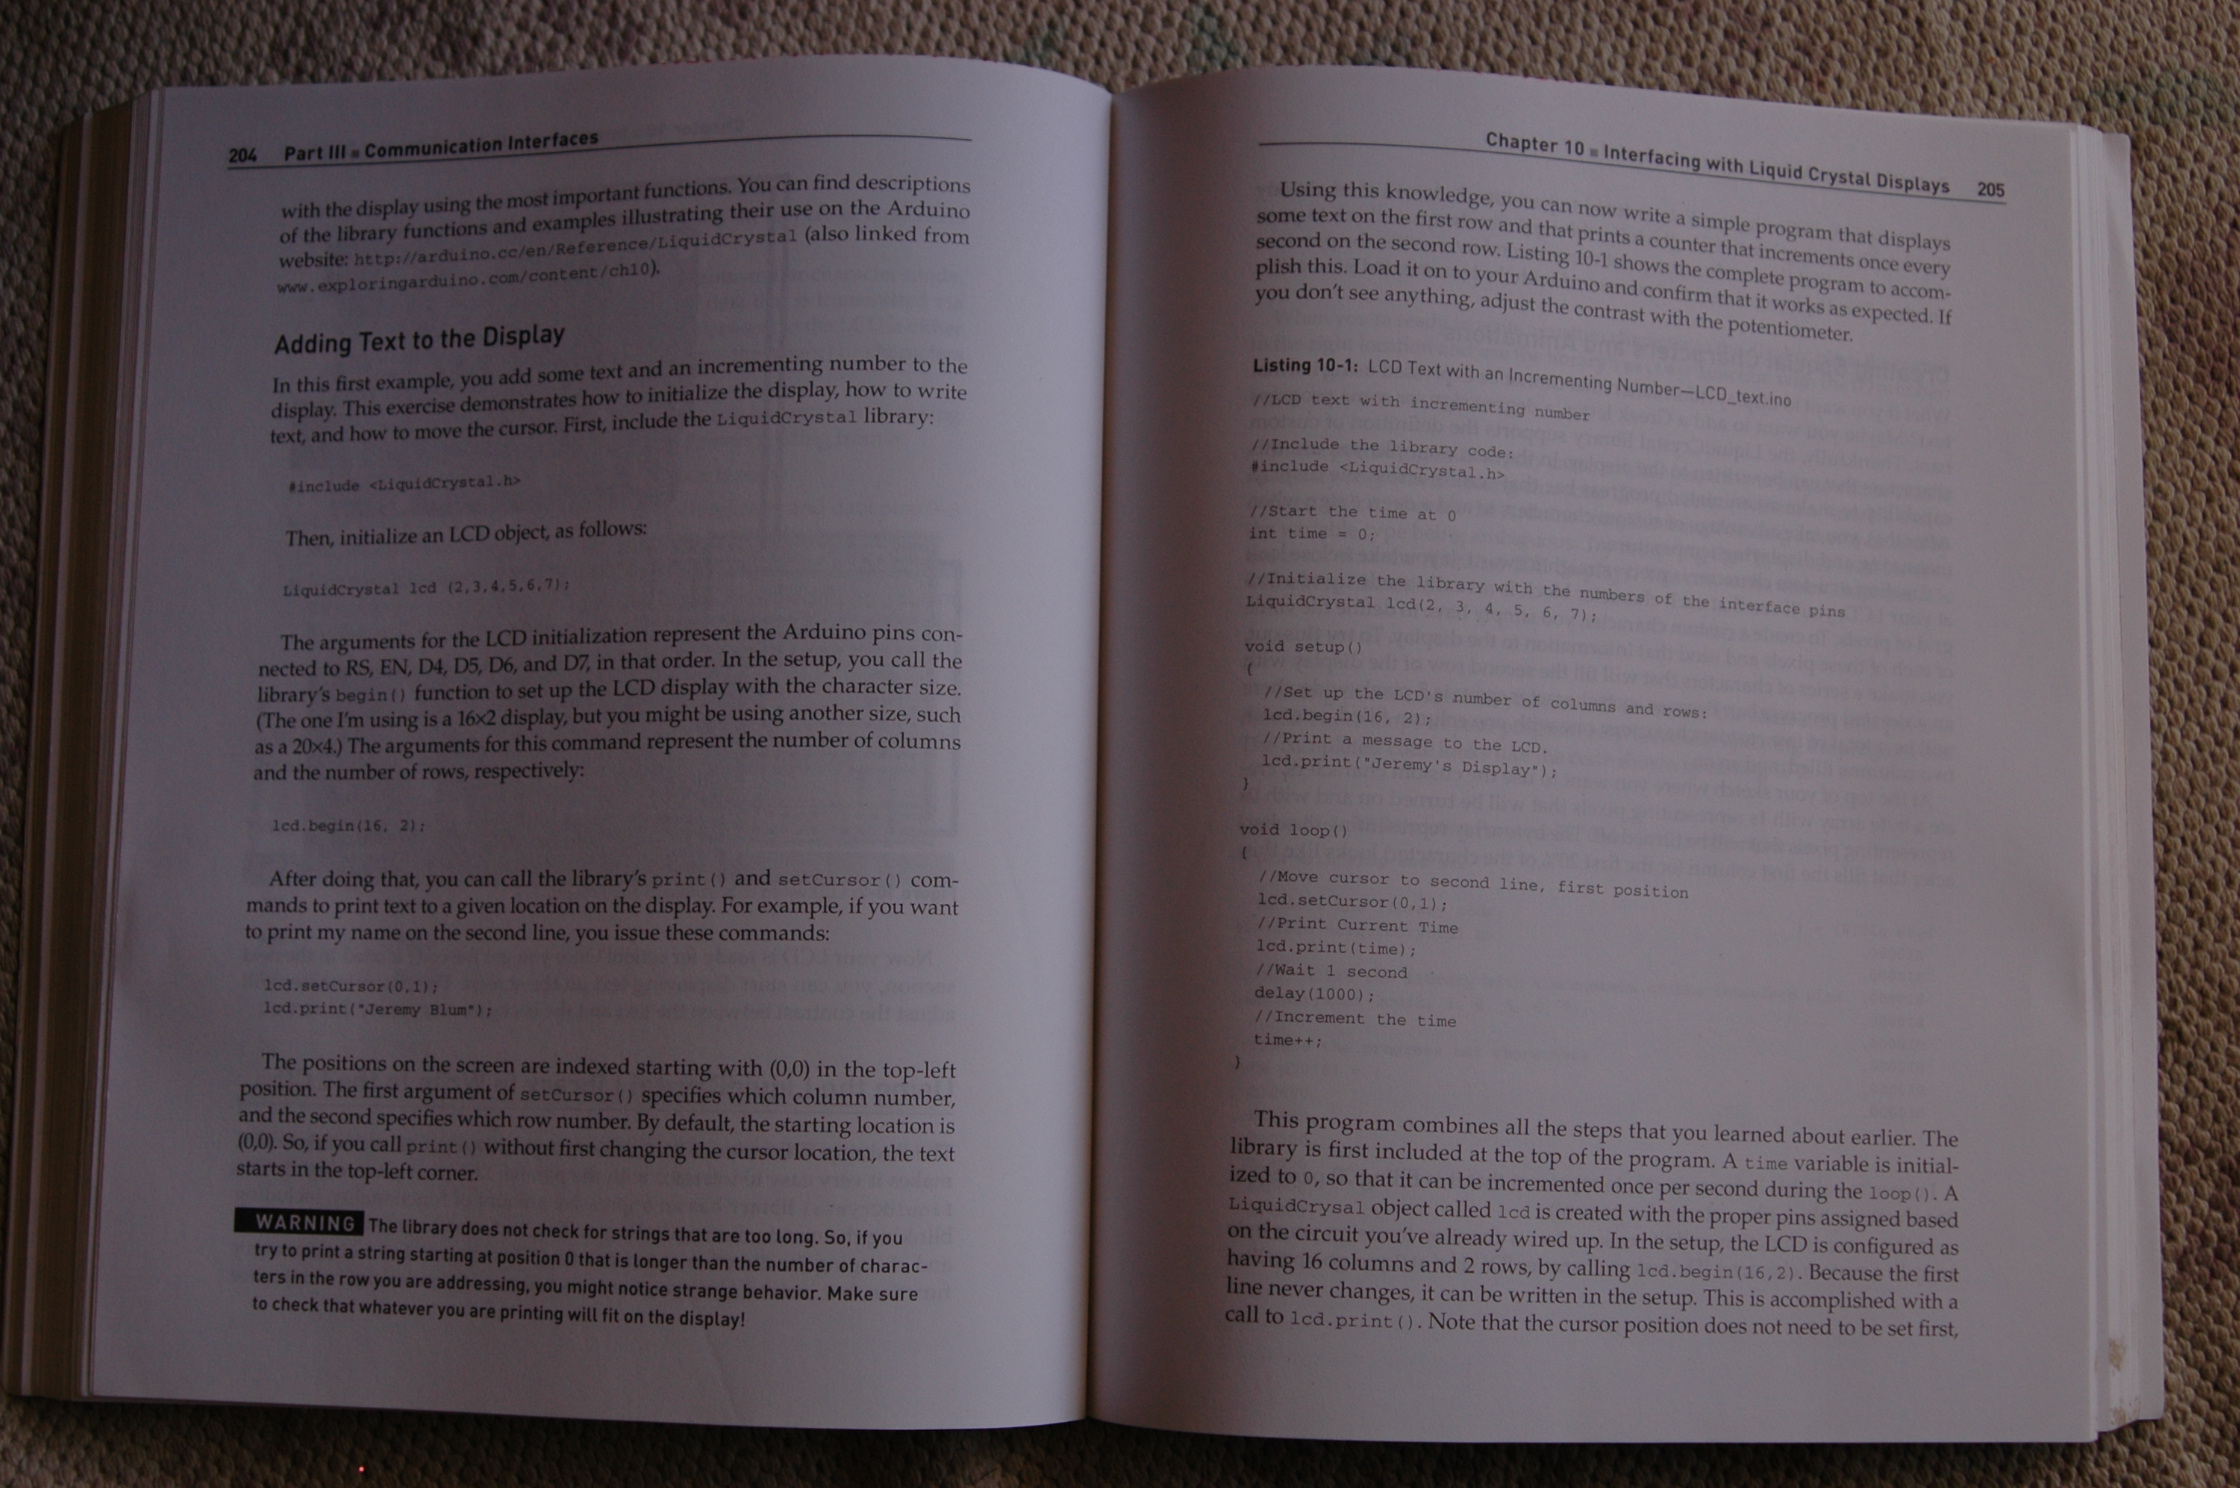 204 Part III ■ Communication Interfaces
with the display using the most important functions. You can find descriptions
of the library functions and examples illustrating their use on the Arduino
website: http://arduino.cc/en/Reference/LiquidCrystal (also linked from
www.exploringarduino.com/content/ch10).
Adding Text to the Display
In this first example, you add some text and an incrementing number to the
display. This exercise demonstrates how to initialize the display, how to write
text, and how to move the cursor. First, include the LiquidCrystal library:
#include <LiquidCrystal.h>
Then, initialize an LCD object, as follows:
LiquidCrystal lcd (2,3,4,5,6,7);
The arguments for the LCD initialization represent the Arduino pins con-
nected to RS, EN, D4, D5, D6, and D7, in that order. In the setup, you call the
library's begin() function to set up the LCD display with the character size.
(The one I'm using is a 16×2 display, but you might be using another size, such
as a 20×4.) The arguments for this command represent the number of columns
and the number of rows, respectively:
lcd.begin(16, 2);
After doing that, you can call the library's print() and setCursor() com-
mands to print text to a given location on the display. For example, if you want
to print my name on the second line, you issue these commands:
lcd.setCursor(0,1);
lcd.print("Jeremy Blum");
The positions on the screen are indexed starting with (0,0) in the top-left
position. The first argument of setCursor() specifies which column number,
and the second specifies which row number. By default, the starting location is
(0,0). So, if you call print() without first changing the cursor location, the text
starts in the top-left corner.
WARNING The library does not check for strings that are too long. So, if you
try to print a string starting at position 0 that is longer than the number of charac-
ters in the row you are addressing, you might notice strange behavior. Make sure
to check that whatever you are printing will fit on the display!
Chapter 10 ■ Interfacing with Liquid Crystal Displays 205
Using this knowledge, you can now write a simple program that displays
some text on the first row and that prints a counter that increments once every
second on the second row. Listing 10-1 shows the complete program to accom-
plish this. Load it on to your Arduino and confirm that it works as expected. If
you don't see anything, adjust the contrast with the potentiometer.
Listing 10-1: LCD Text with an Incrementing Number—LCD_text.ino
//LCD text with incrementing number
//Include the library code:
#include <LiquidCrystal.h>
//Start the time at 0
int time = 0;
//Initialize the library with the numbers of the interface pins
LiquidCrystal lcd(2, 3, 4, 5, 6, 7);
void setup()
{
//Set up the LCD's number of columns and rows:
lcd.begin(16, 2);
//Print a message to the LCD.
lcd.print("Jeremy's Display");
}
void loop()
{
//Move cursor to second line, first position
lcd.setCursor(0,1);
//Print Current Time
lcd.print(time);
//Wait 1 second
delay(1000);
//Increment the time
time++;
}
This program combines all the steps that you learned about earlier. The
library is first included at the top of the program. A time variable is initial-
ized to 0, so that it can be incremented once per second during the loop(). A
LiquidCrysal object called lcd is created with the proper pins assigned based
on the circuit you've already wired up. In the setup, the LCD is configured as
having 16 columns and 2 rows, by calling lcd.begin(16,2). Because the first
line never changes, it can be written in the setup. This is accomplished with a
call to lcd.print(). Note that the cursor position does not need to be set first,